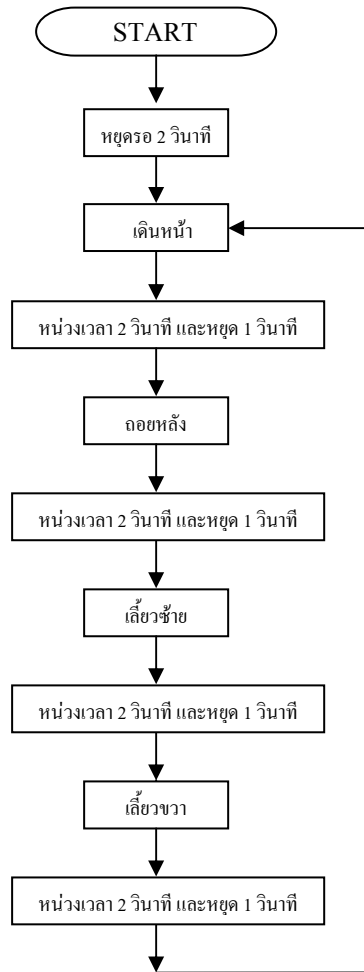 START
หยุดรอ 2 วินาที
เดินหน้า
หน่วงเวลา 2 วินาที และหยุด 1 วินาที
ถอยหลัง
หน่วงเวลา 2 วินาที และหยุด 1 วินาที
เลี้ยวซ้าย
หน่วงเวลา 2 วินาที และหยุด 1 วินาที
เลี้ยวขวา
หน่วงเวลา 2 วินาที และหยุด 1 วินาที